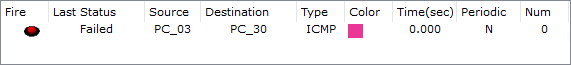 Fire Last Status Source Destination Type Color Time(sec) Periodic Num
Failed PC_03 PC_30 ICMP 0.000 N 0